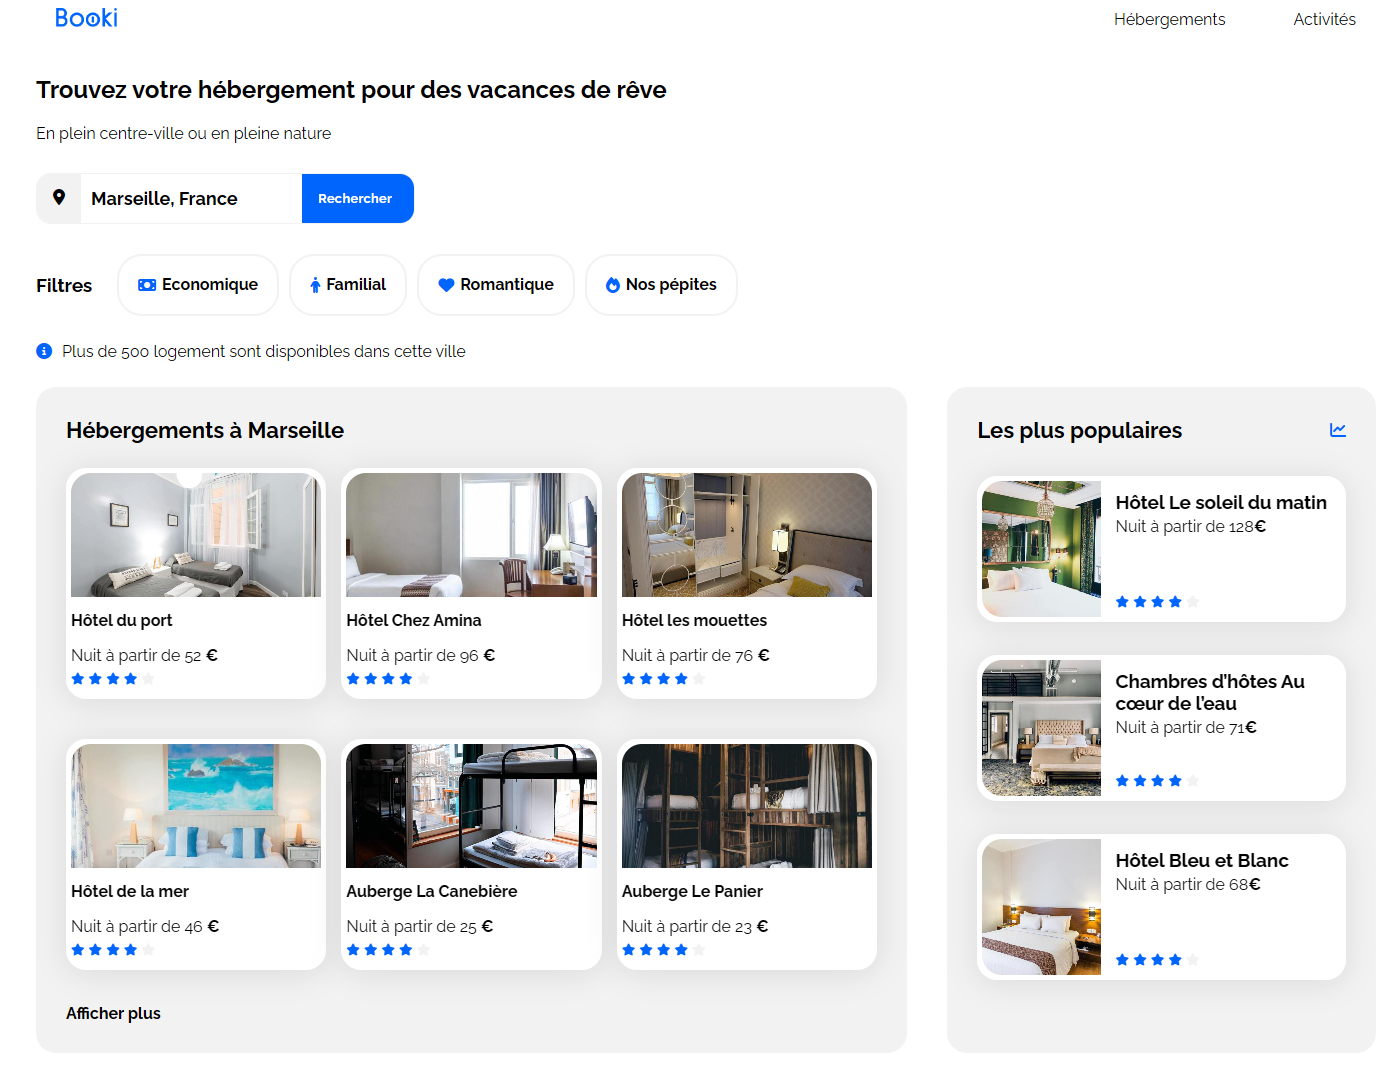 Booki
Hébergements
Activités
Trouvez votre hébergement pour des vacances de rêve
En plein centre-ville ou en pleine nature
Marseille, France
Rechercher
Filtres
Economique
Familial
Romantique
Nos pépites
Plus de 500 logement sont disponibles dans cette ville
Hébergements à Marseille
Hôtel du port
Nuit à partir de 52 €
Hôtel Chez Amina
Nuit à partir de 96 €
Hôtel les mouettes
Nuit à partir de 76 €
Hôtel de la mer
Nuit à partir de 46 €
Auberge La Canebière
Nuit à partir de 25 €
Auberge Le Panier
Nuit à partir de 23 €
Afficher plus
Les plus populaires
Hôtel Le soleil du matin
Nuit à partir de 128€
Chambres d'hôtes Au
cœur de l'eau
Nuit à partir de 71€
Hôtel Bleu et Blanc
Nuit à partir de 68€